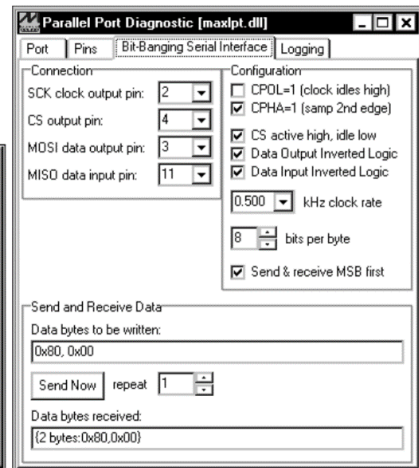 Parallel Port Diagnostic [maxlpt.dll]
Port Pins Bit-Banging Serial Interface Logging
Connection
SCK clock output pin: 2
CS output pin: 4
MOSI data output pin: 3
MISO data input pin: 11
Configuration
CPOL=1 (clock idles high)
CPHA=1 (samp 2nd edge)
CS active high, idle low
Data Output Inverted Logic
Data Input Inverted Logic
0.500 kHz clock rate
8 bits per byte
Send & receive MSB first
Send and Receive Data
Data bytes to be written:
0x80, 0x00
Send Now repeat 1
Data bytes received:
{2 bytes:0x80,0x00}